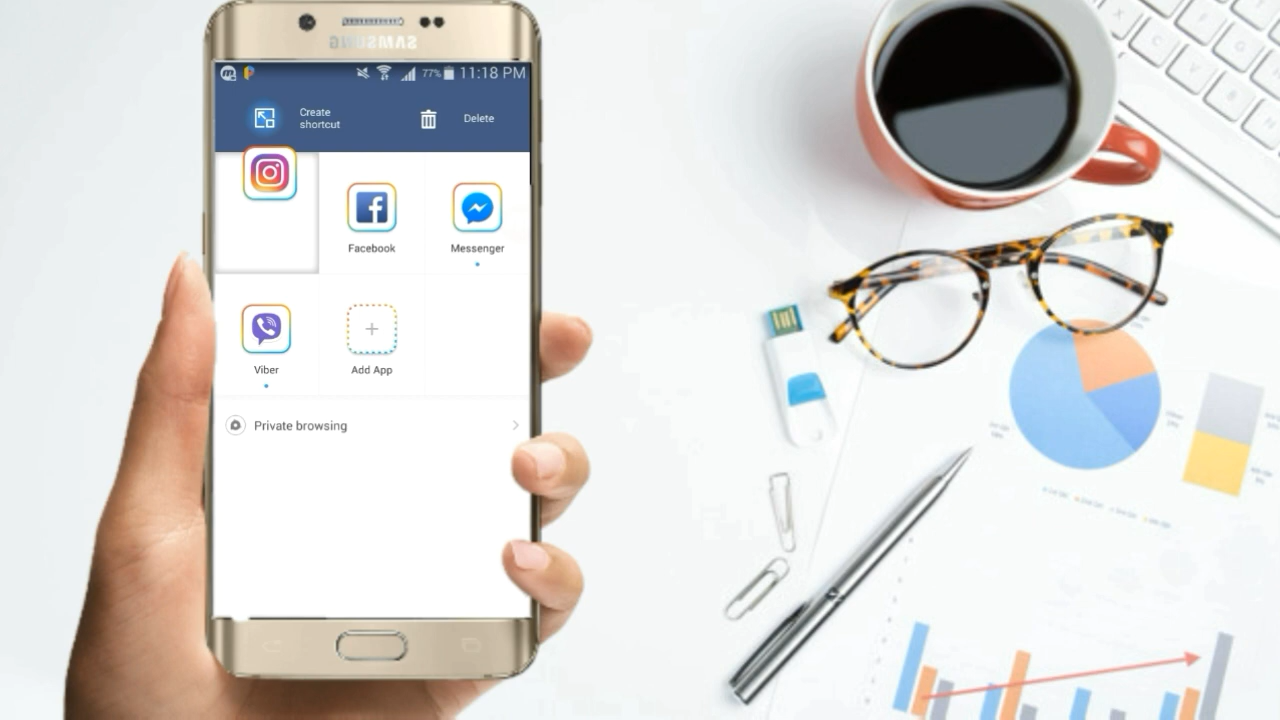 SAMSUNG
77% 11:18 PM
Create
shortcut
Delete
Facebook
Messenger
Viber
Add App
Private browsing